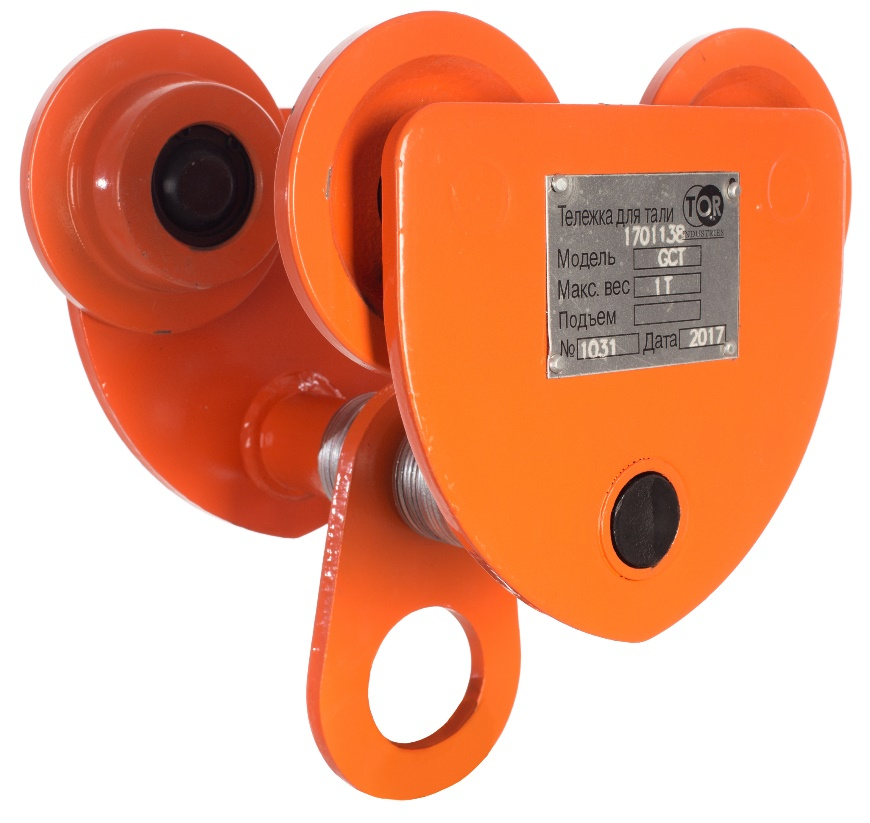 Тележка для тали TOR
INDUSTRIES
1701138
Модель GCT
Макс. вес 1T
Подъем
№ 1031 Дата 2017